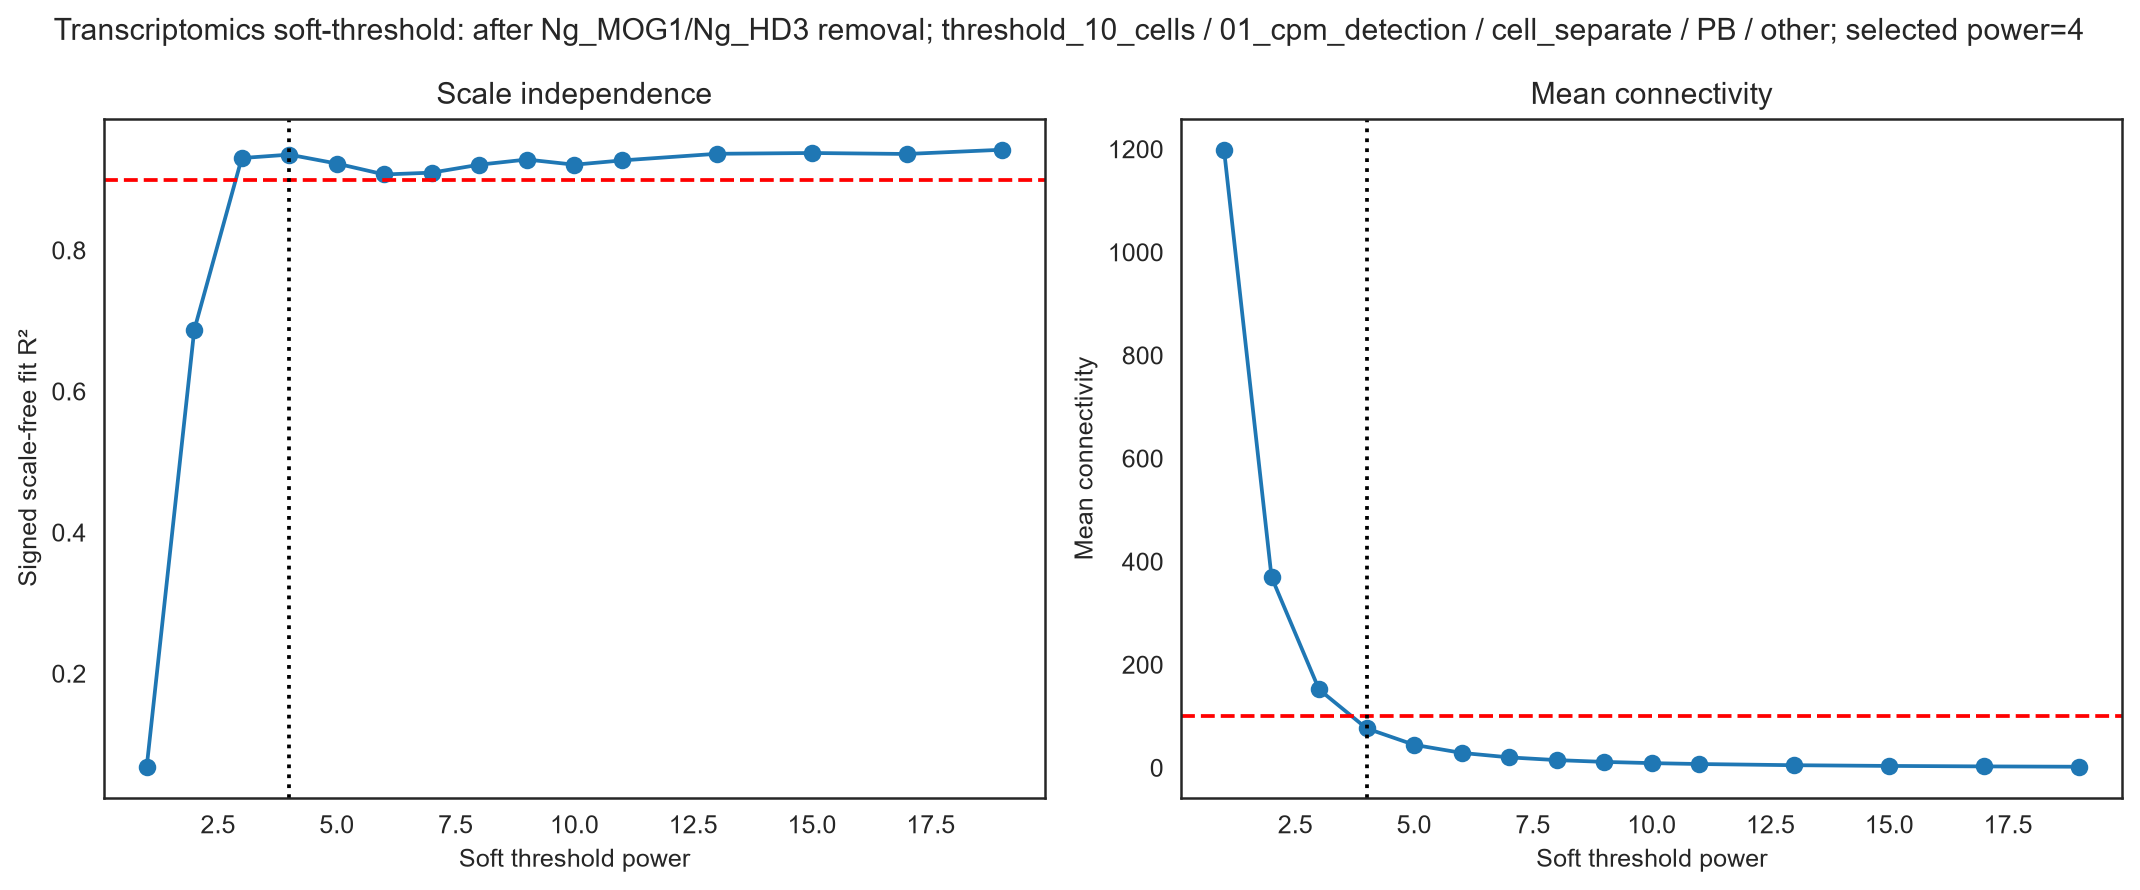 Transcriptomics soft-threshold: after Ng_MOG1/Ng_HD3 removal; threshold_10_cells / 01_cpm_detection / cell_separate / PB / other; selected power=4
Scale independence
Signed scale-free fit R²
0.8
0.6
0.4
0.2
2.5 5.0 7.5 10.0 12.5 15.0 17.5
Soft threshold power
Mean connectivity
Mean connectivity
1200
1000
800
600
400
200
0
2.5 5.0 7.5 10.0 12.5 15.0 17.5
Soft threshold power